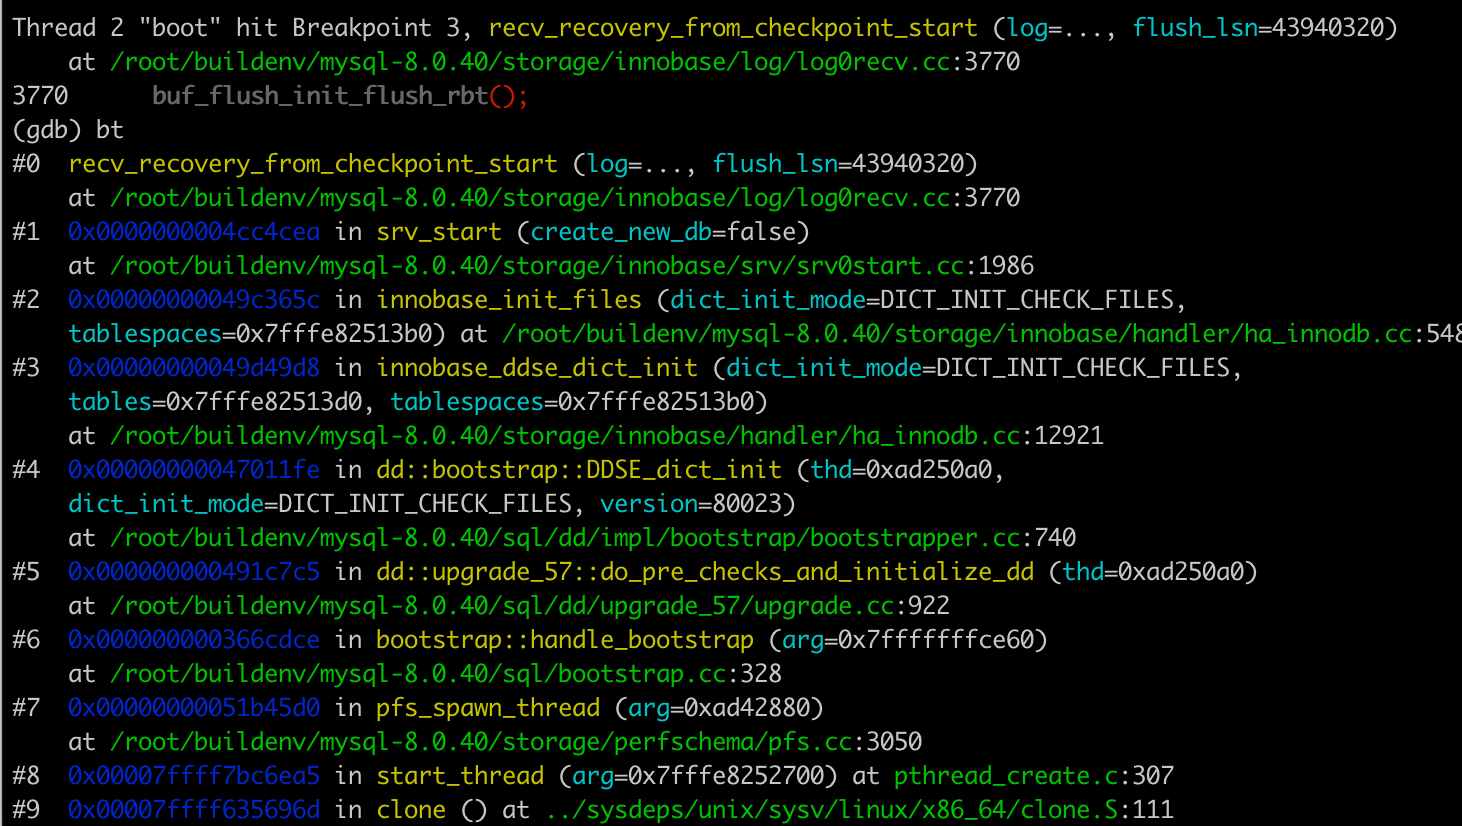 Thread 2 "boot" hit Breakpoint 3, recv_recovery_from_checkpoint_start (log=..., flush_lsn=43940320)
    at /root/buildenv/mysql-8.0.40/storage/innobase/log/log0recv.cc:3770
3770      buf_flush_init_flush_rbt();
(gdb) bt
#0  recv_recovery_from_checkpoint_start (log=..., flush_lsn=43940320)
    at /root/buildenv/mysql-8.0.40/storage/innobase/log/log0recv.cc:3770
#1  0x0000000004cc4cea in srv_start (create_new_db=false)
    at /root/buildenv/mysql-8.0.40/storage/innobase/srv/srv0start.cc:1986
#2  0x00000000049c365c in innobase_init_files (dict_init_mode=DICT_INIT_CHECK_FILES,
    tablespaces=0x7fffe82513b0) at /root/buildenv/mysql-8.0.40/storage/innobase/handler/ha_innodb.cc:548
#3  0x00000000049d49d8 in innobase_ddse_dict_init (dict_init_mode=DICT_INIT_CHECK_FILES,
    tables=0x7fffe82513d0, tablespaces=0x7fffe82513b0)
    at /root/buildenv/mysql-8.0.40/storage/innobase/handler/ha_innodb.cc:12921
#4  0x00000000047011fe in dd::bootstrap::DDSE_dict_init (thd=0xad250a0,
    dict_init_mode=DICT_INIT_CHECK_FILES, version=80023)
    at /root/buildenv/mysql-8.0.40/sql/dd/impl/bootstrap/bootstrapper.cc:740
#5  0x000000000491c7c5 in dd::upgrade_57::do_pre_checks_and_initialize_dd (thd=0xad250a0)
    at /root/buildenv/mysql-8.0.40/sql/dd/upgrade_57/upgrade.cc:922
#6  0x000000000366cdce in bootstrap::handle_bootstrap (arg=0x7fffffffce60)
    at /root/buildenv/mysql-8.0.40/sql/bootstrap.cc:328
#7  0x00000000051b45d0 in pfs_spawn_thread (arg=0xad42880)
    at /root/buildenv/mysql-8.0.40/storage/perfschema/pfs.cc:3050
#8  0x00007ffff7bc6ea5 in start_thread (arg=0x7fffe8252700) at pthread_create.c:307
#9  0x00007ffff635696d in clone () at ../sysdeps/unix/sysv/linux/x86_64/clone.S:111